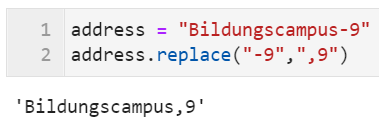 1 address = "Bildungscampus-9"
2 address.replace("-9",",9")
'Bildungscampus,9'